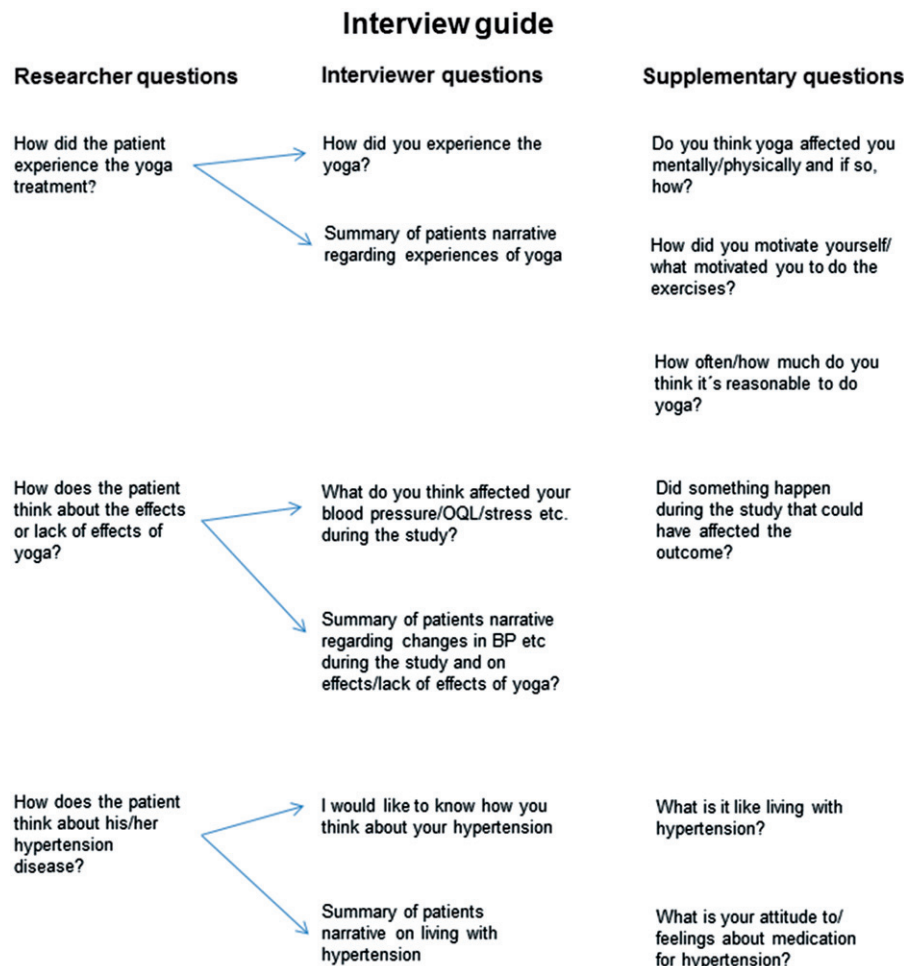 Interview guide
Researcher questions
Interviewer questions
Supplementary questions
How did the patient
experience the yoga
treatment?
How did you experience the
yoga?
Summary of patients narrative
regarding experiences of yoga
Do you think yoga affected you
mentally/physically and if so,
how?
How did you motivate yourself/
what motivated you to do the
exercises?
How often/how much do you
think it´s reasonable to do
yoga?
How does the patient
think about the effects
or lack of effects of
yoga?
What do you think affected your
blood pressure/OQL/stress etc.
during the study?
Summary of patients narrative
regarding changes in BP etc
during the study and on
effects/lack of effects of yoga?
Did something happen
during the study that could
have affected the
outcome?
How does the patient
think about his/her
hypertension
disease?
I would like to know how you
think about your hypertension
Summary of patients
narrative on living with
hypertension
What is it like living with
hypertension?
What is your attitude to/
feelings about medication
for hypertension?